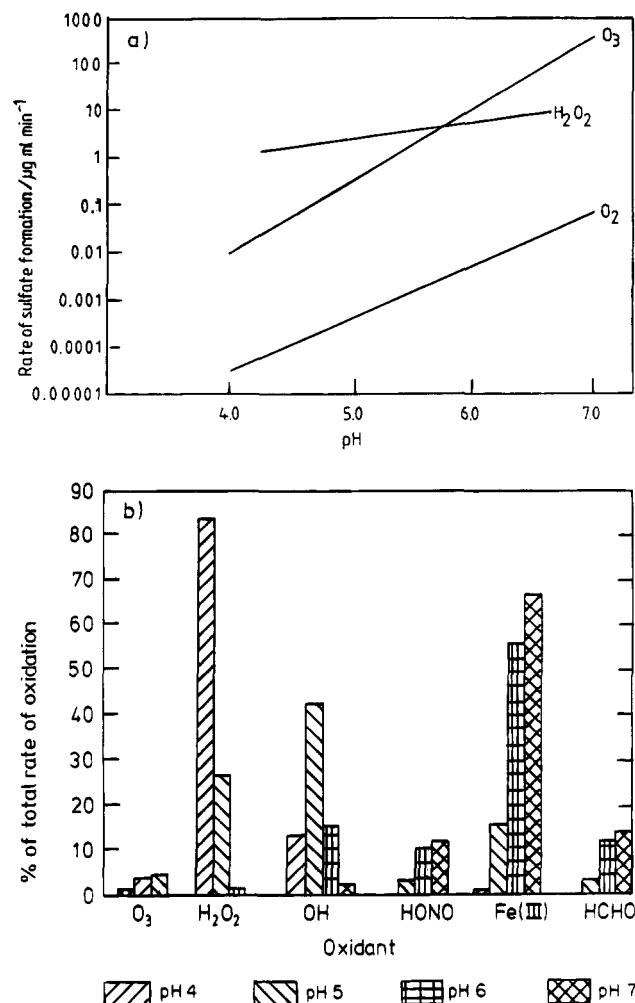 a)
1000
100
10
1
0.1
0.01
0.001
0.0001
0.00001
Rate of sulfate formation/µg ml min⁻¹
O₃
H₂O₂
O₂
4.0 5.0 6.0 7.0
pH
b)
90
80
70
60
50
40
30
20
10
0
% of total rate of oxidation
O₃ H₂O₂ OH HONO Fe(III) HCHO
Oxidant
pH 4 pH 5 pH 6 pH 7